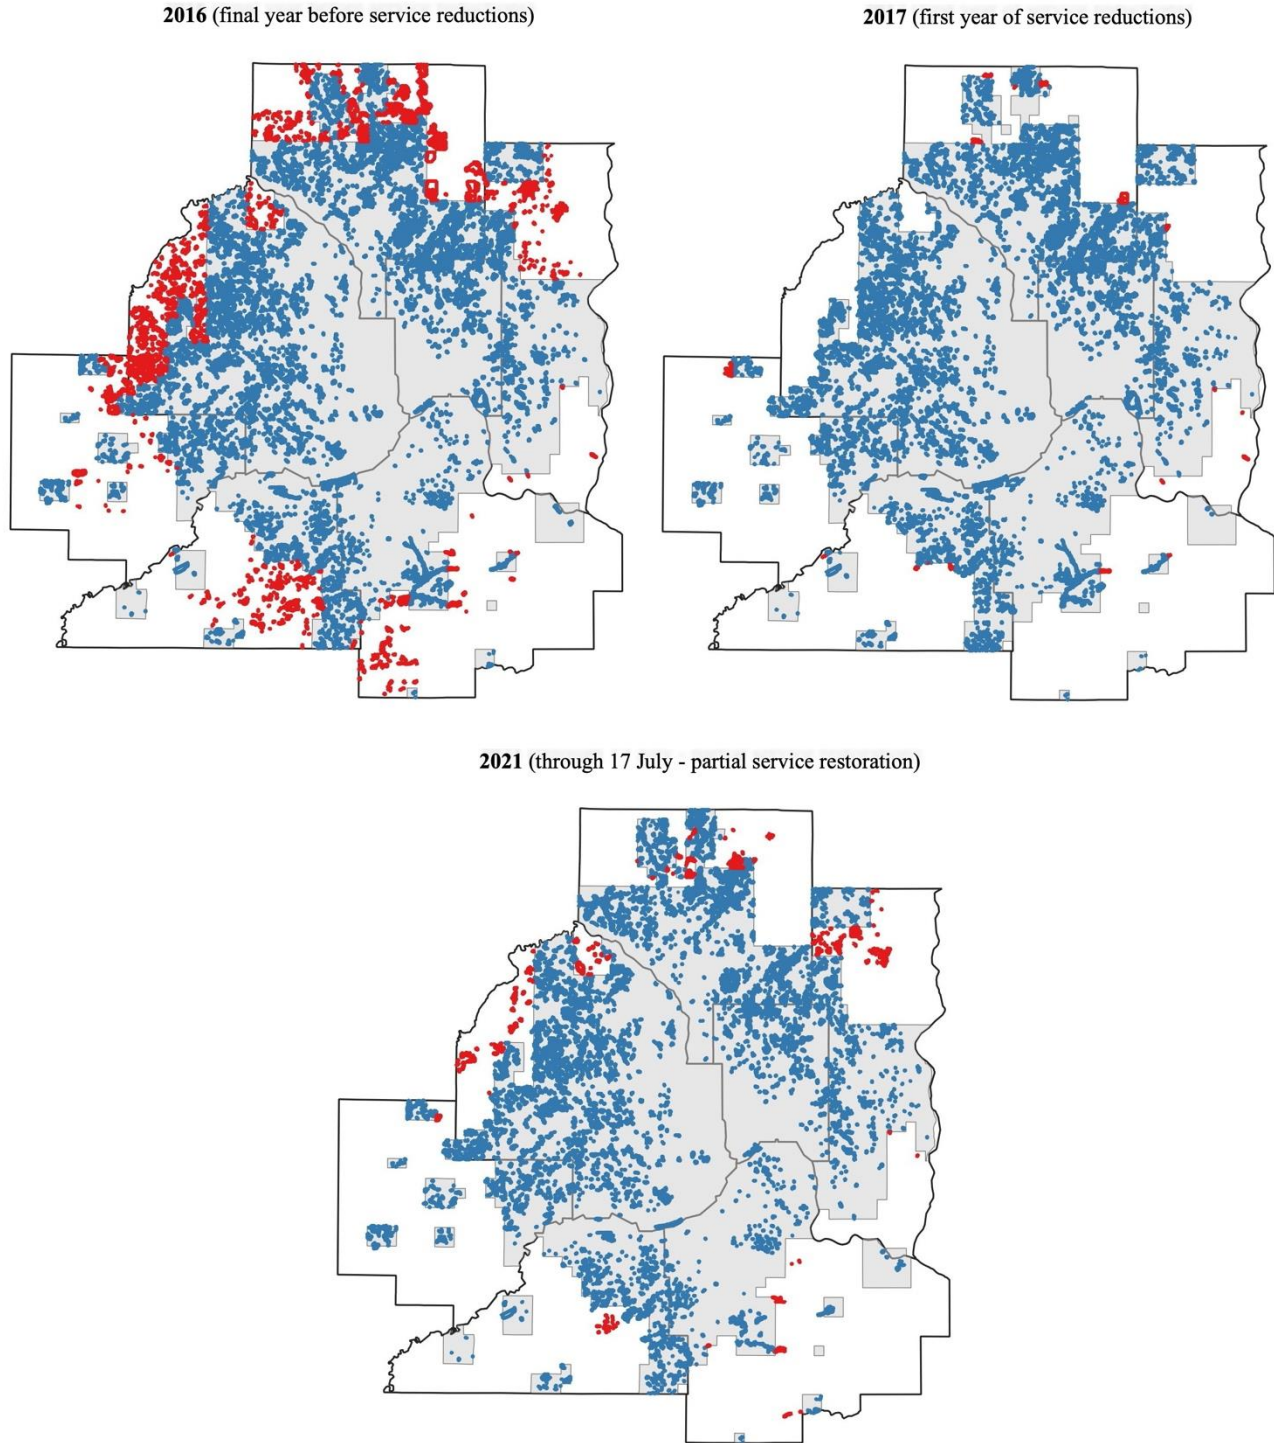 2016 (final year before service reductions)
2017 (first year of service reductions)
2021 (through 17 July - partial service restoration)